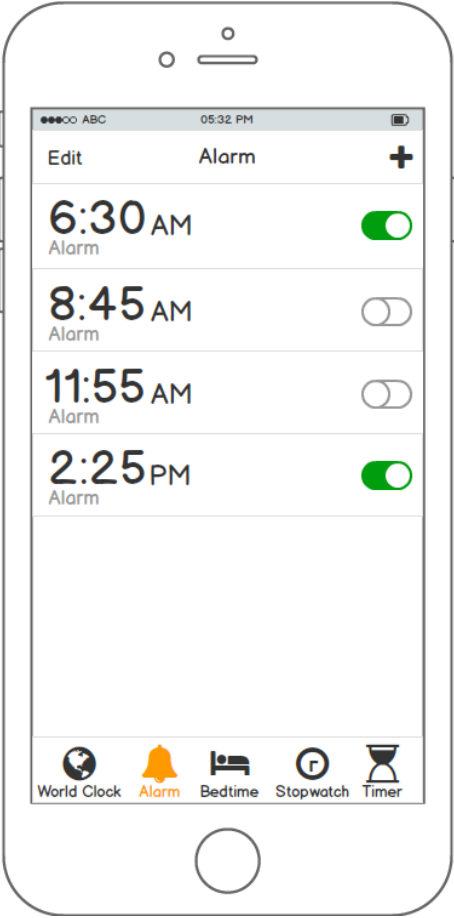 ABC 05:32 PM
Edit Alarm
6:30 AM
Alarm
8:45 AM
Alarm
11:55 AM
Alarm
2:25 PM
Alarm
World Clock Alarm Bedtime Stopwatch Timer